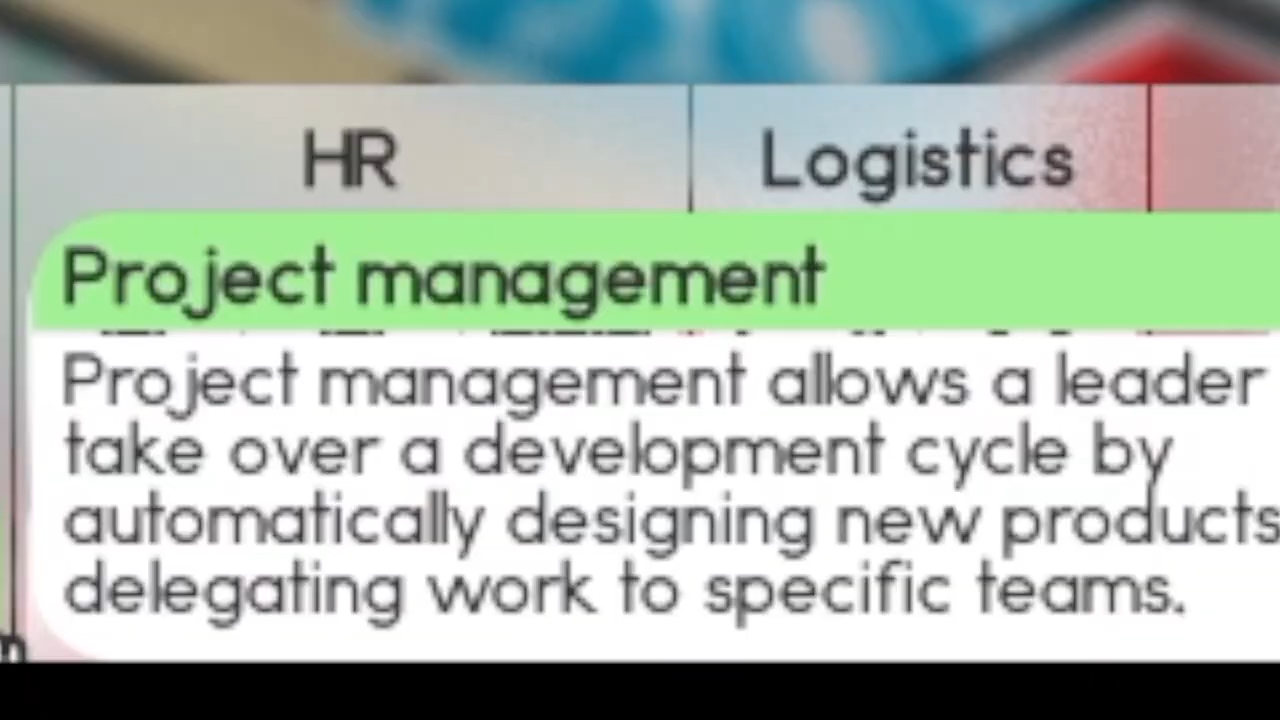 HR
Logistics
Project management
Project management allows a leader
take over a development cycle by
automatically designing new products
delegating work to specific teams.